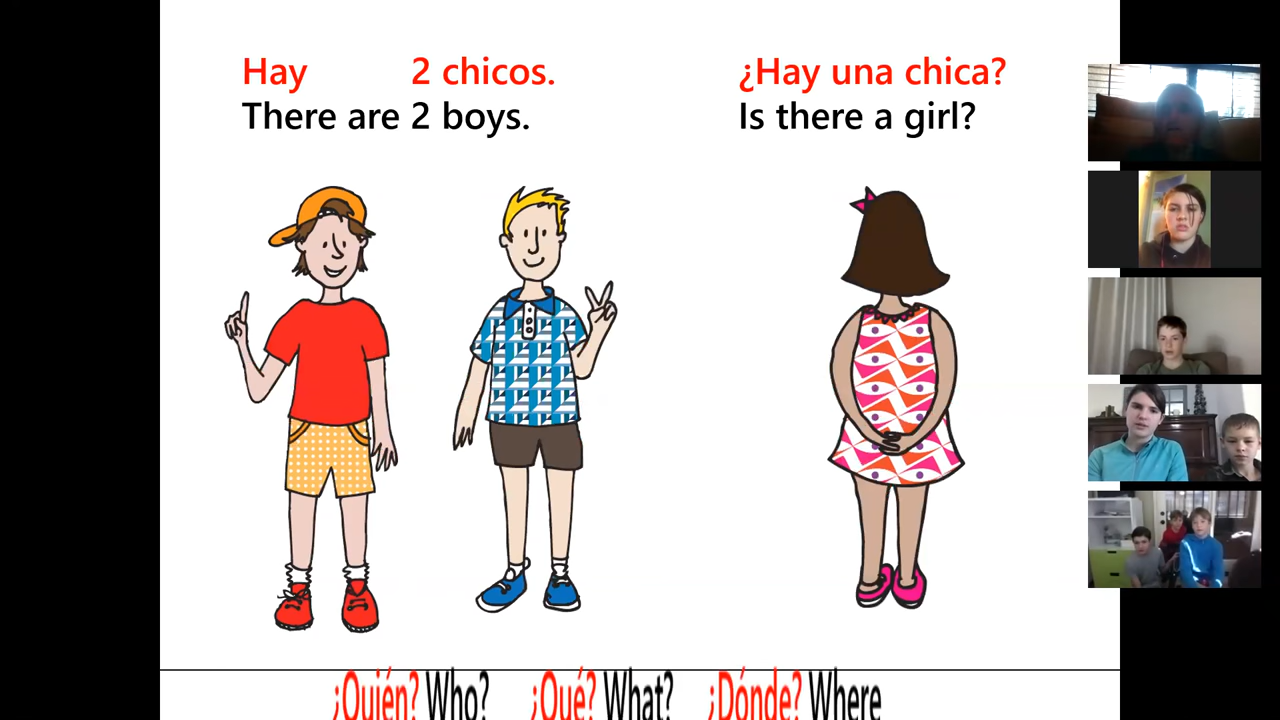 Hay 2 chicos.
There are 2 boys.
¿Hay una chica?
Is there a girl?
¿Quién? Who? ¿Qué? What? ¿Dónde? Where